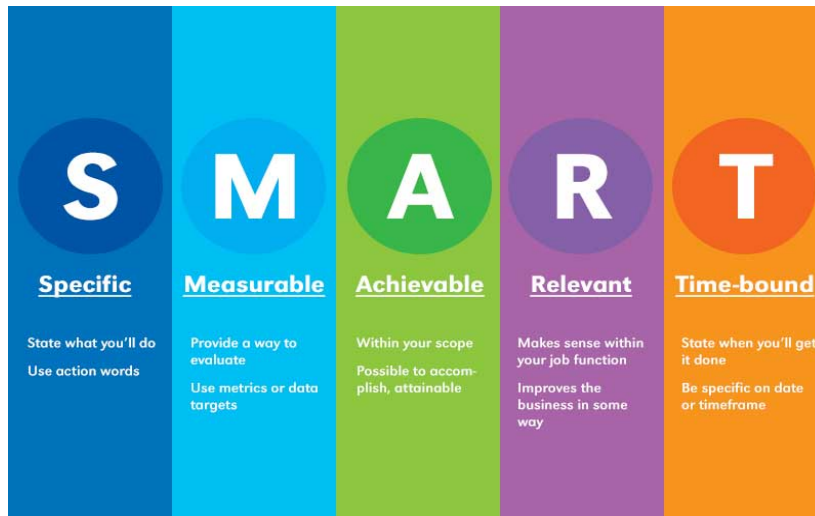 S
Specific
State what you'll do
Use action words
M
Measurable
Provide a way to
evaluate
Use metrics or data
targets
A
Achievable
Within your scope
Possible to accom-
plish, attainable
R
Relevant
Makes sense within
your job function
Improves the
business in some
way
T
Time-bound
State when you'll get
it done
Be specific on date
or timeframe